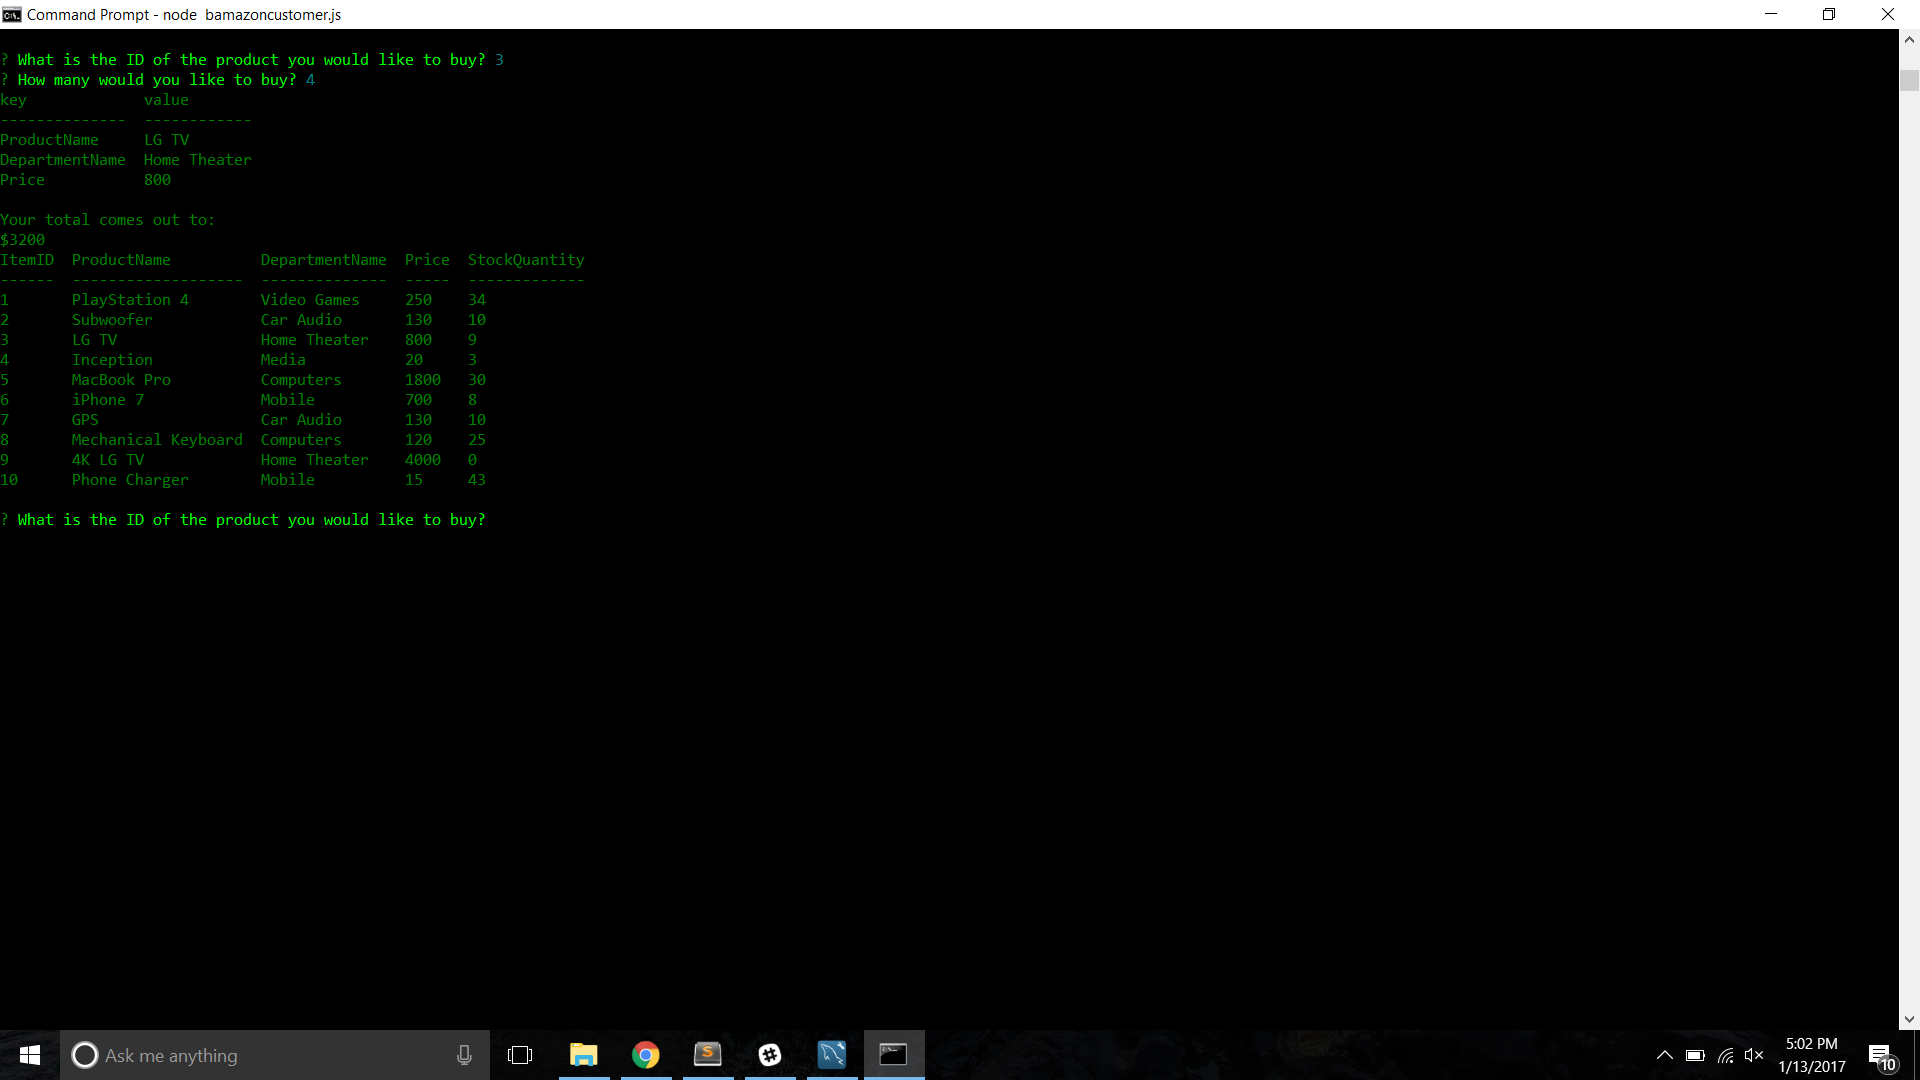 Command Prompt - node  bamazoncustomer.js
? What is the ID of the product you would like to buy? 3
? How many would you like to buy? 4
key             value
--------------  ------------
ProductName     LG TV
DepartmentName  Home Theater
Price           800
Your total comes out to:
$3200
ItemID  ProductName          DepartmentName  Price  StockQuantity
------  -------------------  --------------  -----  -------------
1       PlayStation 4        Video Games     250    34
2       Subwoofer            Car Audio       130    10
3       LG TV                Home Theater    800    9
4       Inception            Media           20     3
5       MacBook Pro          Computers       1800   30
6       iPhone 7             Mobile          700    8
7       GPS                  Car Audio       130    10
8       Mechanical Keyboard  Computers       120    25
9       4K LG TV             Home Theater    4000   0
10      Phone Charger        Mobile          15     43
? What is the ID of the product you would like to buy?
Ask me anything
5:02 PM
1/13/2017
10